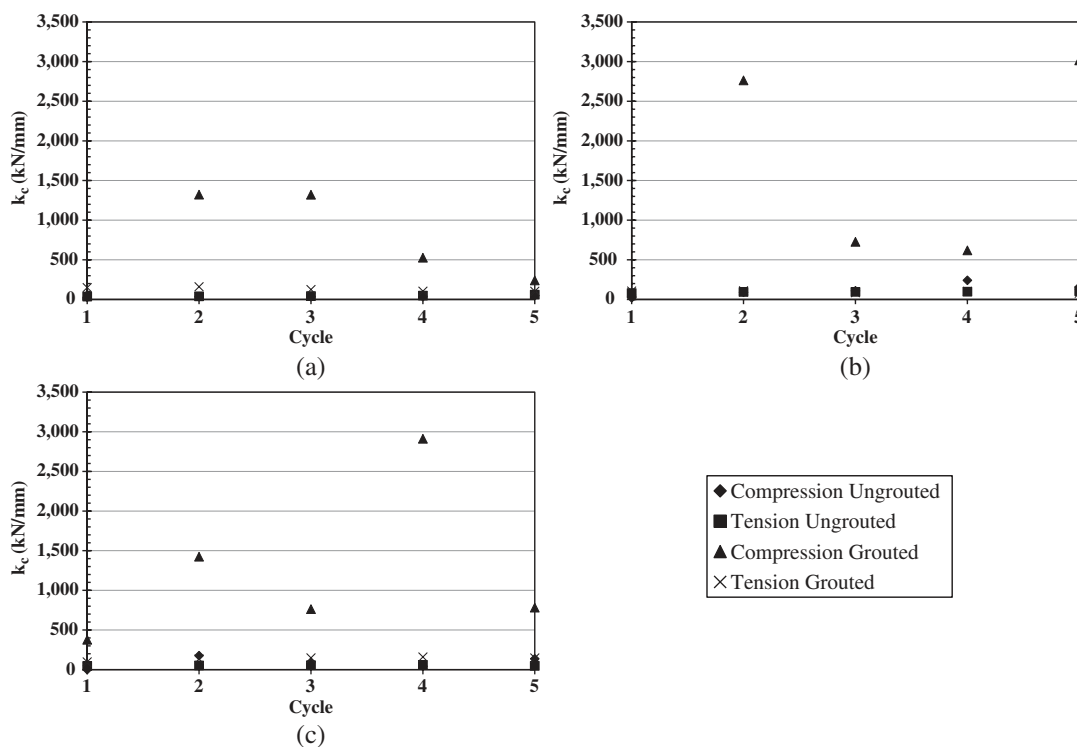 3,500
3,000
2,500
2,000
1,500
1,000
500
0
k_c (kN/mm)
1 2 3 4 5
Cycle
(a)
3,500
3,000
2,500
2,000
1,500
1,000
500
0
k_c (kN/mm)
1 2 3 4 5
Cycle
(b)
3,500
3,000
2,500
2,000
1,500
1,000
500
0
k_c (kN/mm)
1 2 3 4 5
Cycle
(c)
Compression Ungrouted
Tension Ungrouted
Compression Grouted
Tension Grouted